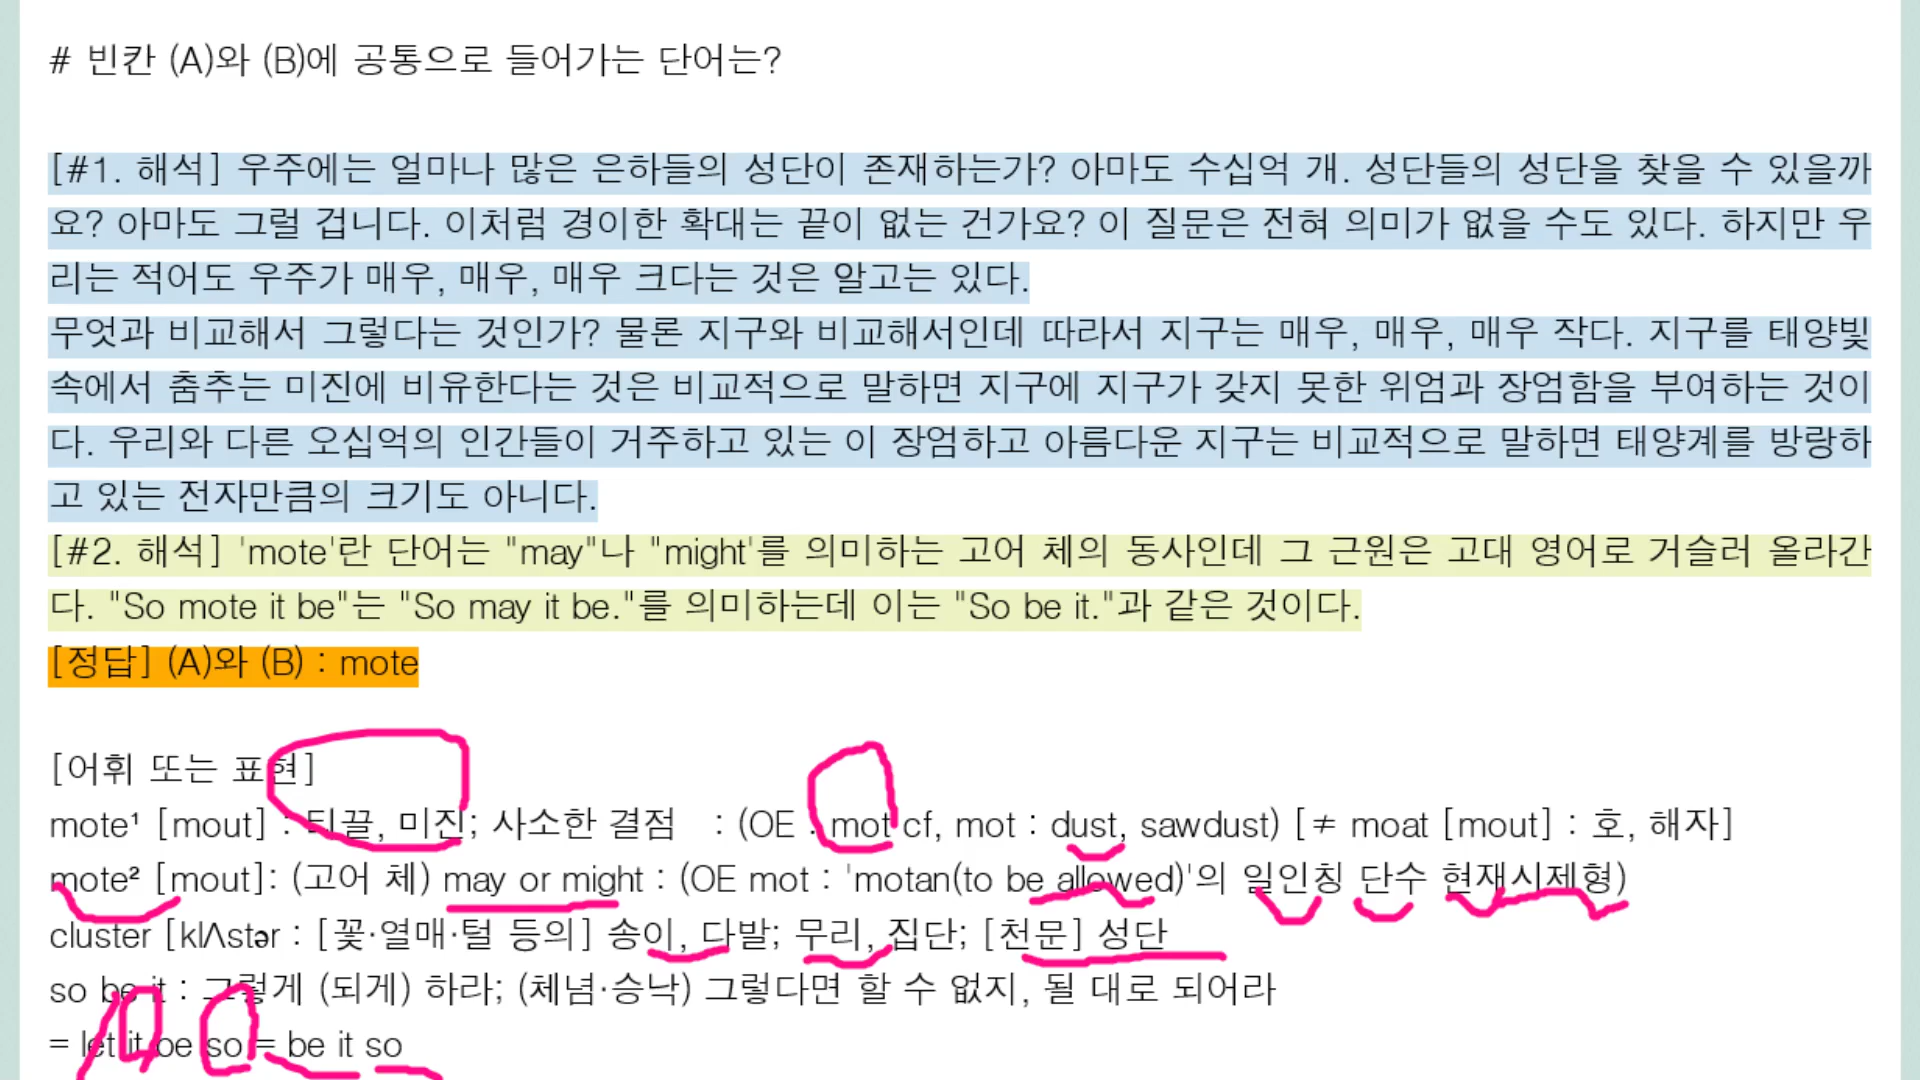 # 빈칸 (A)와 (B)에 공통으로 들어가는 단어는?
[#1. 해석] 우주에는 얼마나 많은 은하들의 성단이 존재하는가? 아마도 수십억 개. 성단들의 성단을 찾을 수 있을까
요? 아마도 그럴 겁니다. 이처럼 경이한 확대는 끝이 없는 건가요? 이 질문은 전혀 의미가 없을 수도 있다. 하지만 우
리는 적어도 우주가 매우, 매우, 매우 크다는 것은 알고는 있다.
무엇과 비교해서 그렇다는 것인가? 물론 지구와 비교해서인데 따라서 지구는 매우, 매우, 매우 작다. 지구를 태양빛
속에서 춤추는 미진에 비유한다는 것은 비교적으로 말하면 지구에 지구가 갖지 못한 위엄과 장엄함을 부여하는 것이
다. 우리와 다른 오십억의 인간들이 거주하고 있는 이 장엄하고 아름다운 지구는 비교적으로 말하면 태양계를 방랑하
고 있는 전자만큼의 크기도 아니다.
[#2. 해석] 'mote'란 단어는 "may"나 "might'를 의미하는 고어 체의 동사인데 그 근원은 고대 영어로 거슬러 올라간
다. "So mote it be"는 "So may it be."를 의미하는데 이는 "So be it."과 같은 것이다.
[정답] (A)와 (B) : mote
[어휘 또는 표현]
mote¹ [mout] : 티끌, 미진; 사소한 결점 : (OE : mot cf, mot : dust, sawdust) [≠ moat [mout] : 호, 해자]
mote² [mout]: (고어 체) may or might : (OE mot : 'motan(to be allowed)'의 일인칭 단수 현재시제형)
cluster [klΛstər : [꽃·열매·털 등의] 송이, 다발; 무리, 집단; [천문] 성단
so be it : 그렇게 (되게) 하라; (체념·승낙) 그렇다면 할 수 없지, 될 대로 되어라
= let it be so = be it so